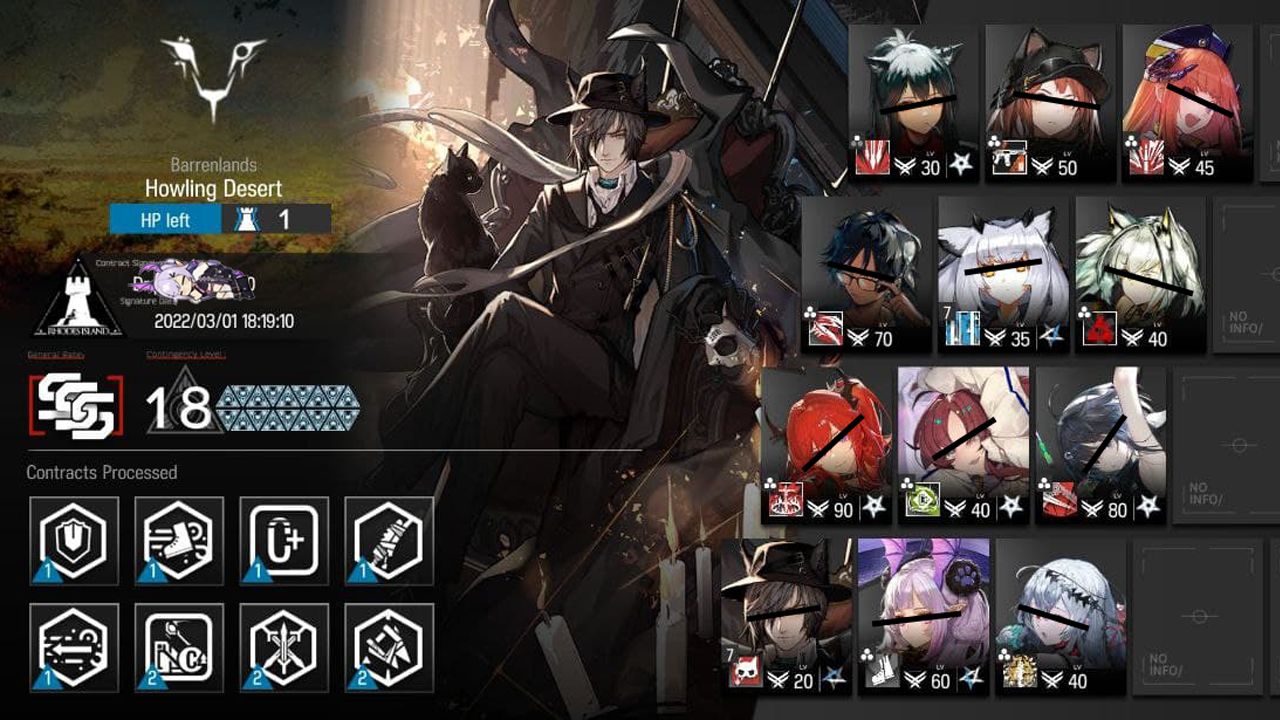 Barrenlands
Howling Desert
HP left 1
Contract Signature
Signature Date
2022/03/01 18:19:10
RHODES ISLAND
General Rate:
Contingency Level:
18
Contracts Processed
1
1
1
1
1
2
2
2
LV 30
LV 50
LV 45
LV 70
7 LV 35
LV 40
NO INFO/
LV 90
LV 40
LV 80
NO INFO/
7 LV 20
LV 60
LV 40
NO INFO/